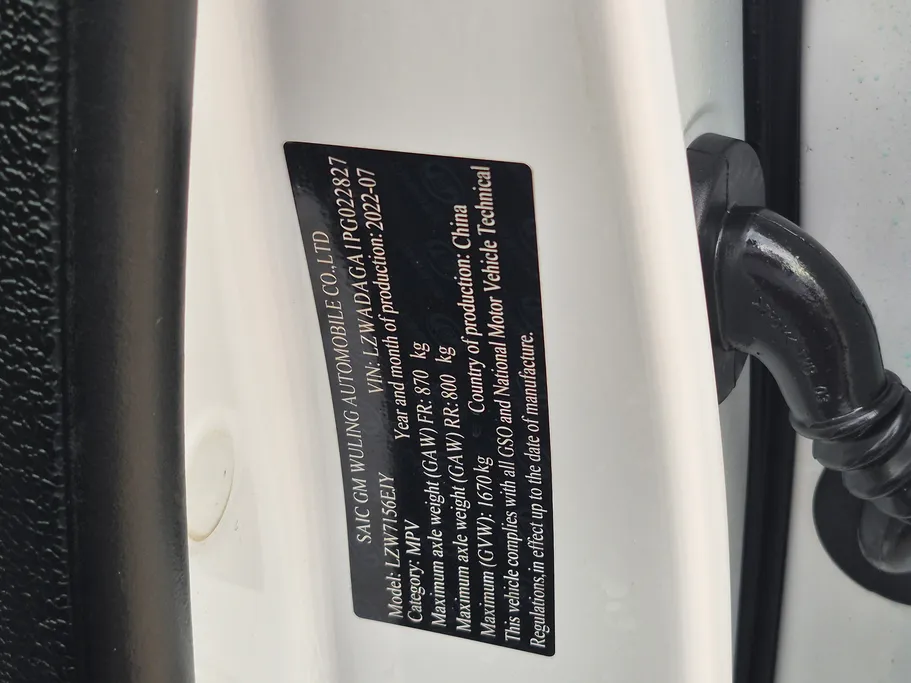 SAIC GM WULING AUTOMOBILE CO.,LTD
Model: LZW7156EJY VIN: LZWADAGA1PG022827
Category: MPV Year and month of production: 2022-07
Maximum axle weight (GAW) FR: 870 kg
Maximum axle weight (GAW) RR: 800 kg
Maximum (GVW): 1670 kg Country of production: China
This vehicle complies with all GSO and National Motor Vehicle Technical
Regulations,in effect up to the date of manufacture.